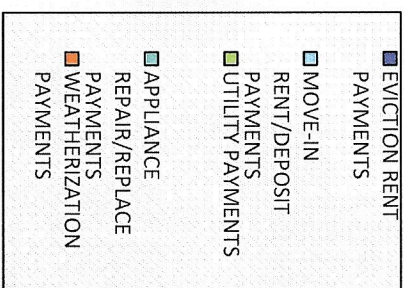 EVICTION RENT
PAYMENTS
MOVE-IN
RENT/DEPOSIT
PAYMENTS
UTILITY PAYMENTS
APPLIANCE
REPAIR/REPLACE
PAYMENTS
WEATHERIZATION
PAYMENTS